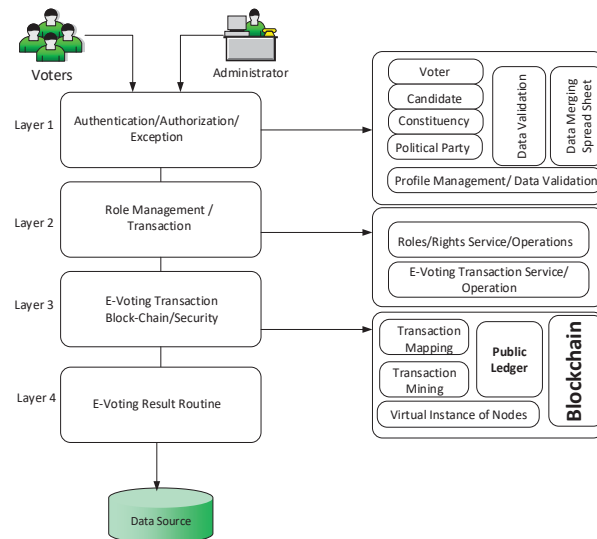 Voters
Administrator
Layer 1
Authentication/Authorization/
Exception
Layer 2
Role Management /
Transaction
Layer 3
E-Voting Transaction
Block-Chain/Security
Layer 4
E-Voting Result Routine
Data Source
Voter
Candidate
Constituency
Political Party
Data Validation
Data Merging
Spread Sheet
Profile Management/ Data Validation
Roles/Rights Service/Operations
E-Voting Transaction Service/
Operation
Transaction
Mapping
Transaction
Mining
Public
Ledger
Blockchain
Virtual Instance of Nodes